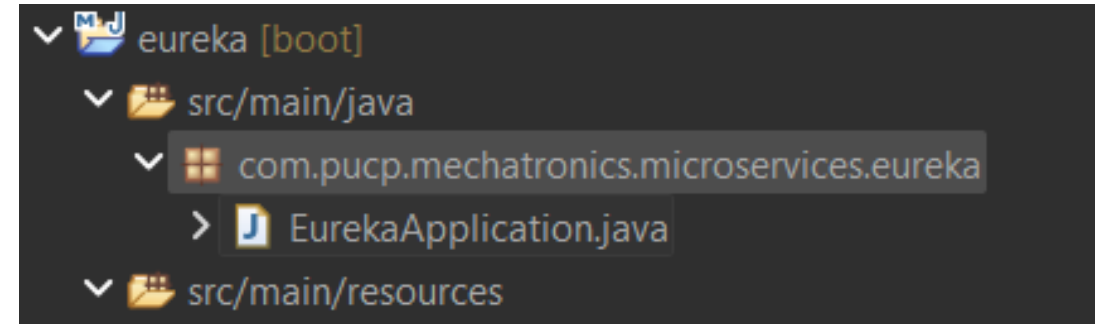 eureka [boot]
src/main/java
com.pucp.mechatronics.microservices.eureka
EurekaApplication.java
src/main/resources